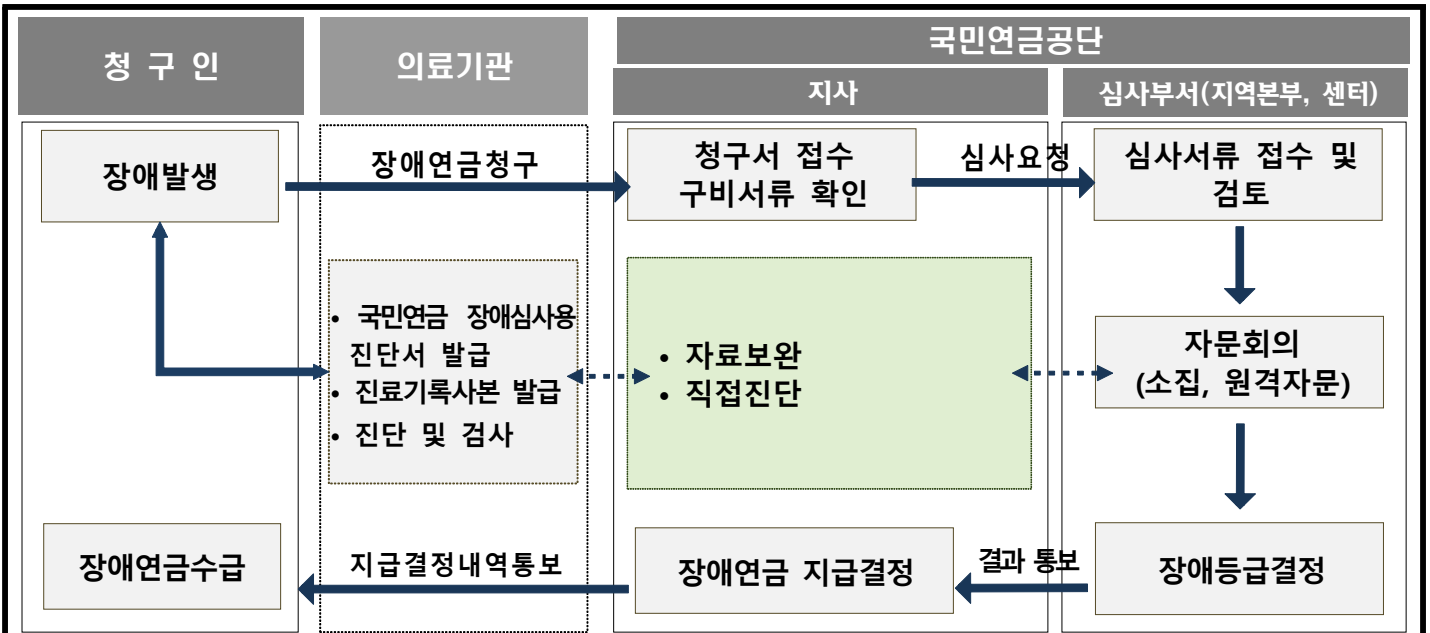 청 구 인
의료기관
국민연금공단
지사
심사부서(지역본부, 센터)
장애발생
장애연금청구
청구서 접수
구비서류 확인
심사요청
심사서류 접수 및
검토
• 국민연금 장애심사용
진단서 발급
• 진료기록사본 발급
• 진단 및 검사
• 자료보완
• 직접진단
자문회의
(소집, 원격자문)
장애연금수급
지급결정내역통보
장애연금 지급결정
결과 통보
장애등급결정